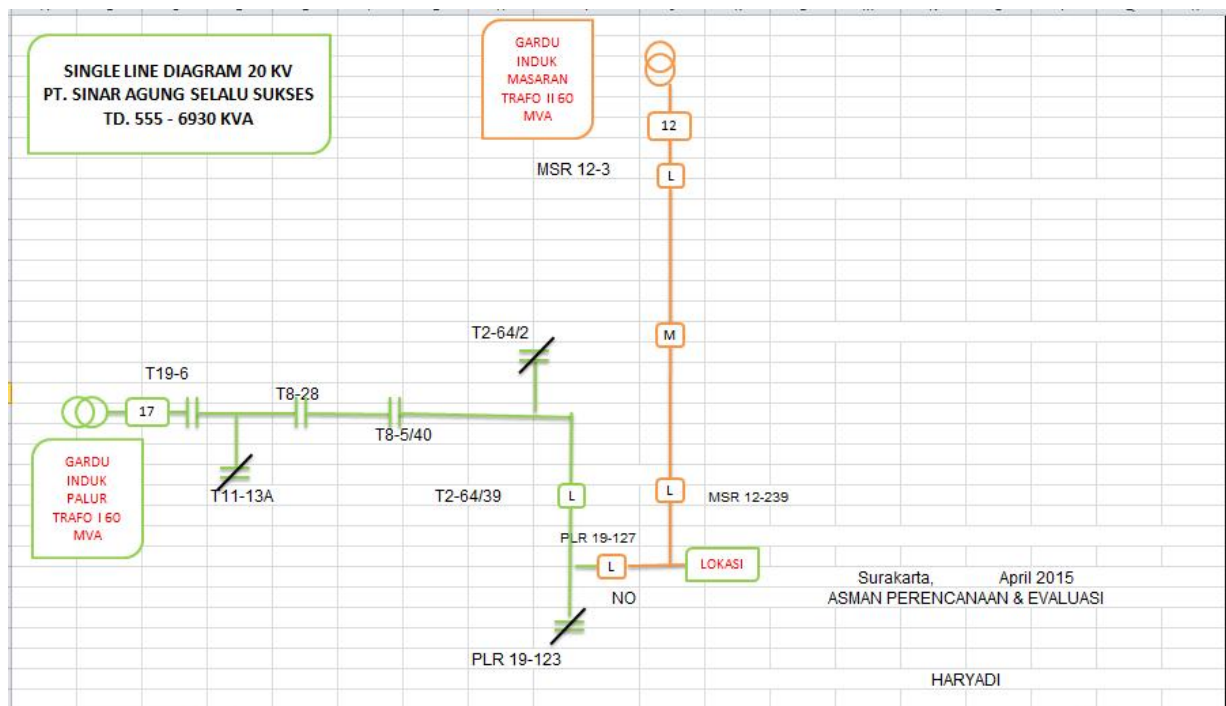 SINGLE LINE DIAGRAM 20 KV
PT. SINAR AGUNG SELALU SUKSES
TD. 555 - 6930 KVA
GARDU
INDUK
MASARAN
TRAFO II 60
MVA
12
MSR 12-3
L
M
T2-64/2
T19-6
17
T8-28
T8-5/40
GARDU
INDUK
PALUR
TRAFO I 60
MVA
T11-13A
T2-64/39
L
L
MSR 12-239
PLR 19-127
L
LOKASI
NO
PLR 19-123
Surakarta, April 2015
ASMAN PERENCANAAN & EVALUASI
HARYADI